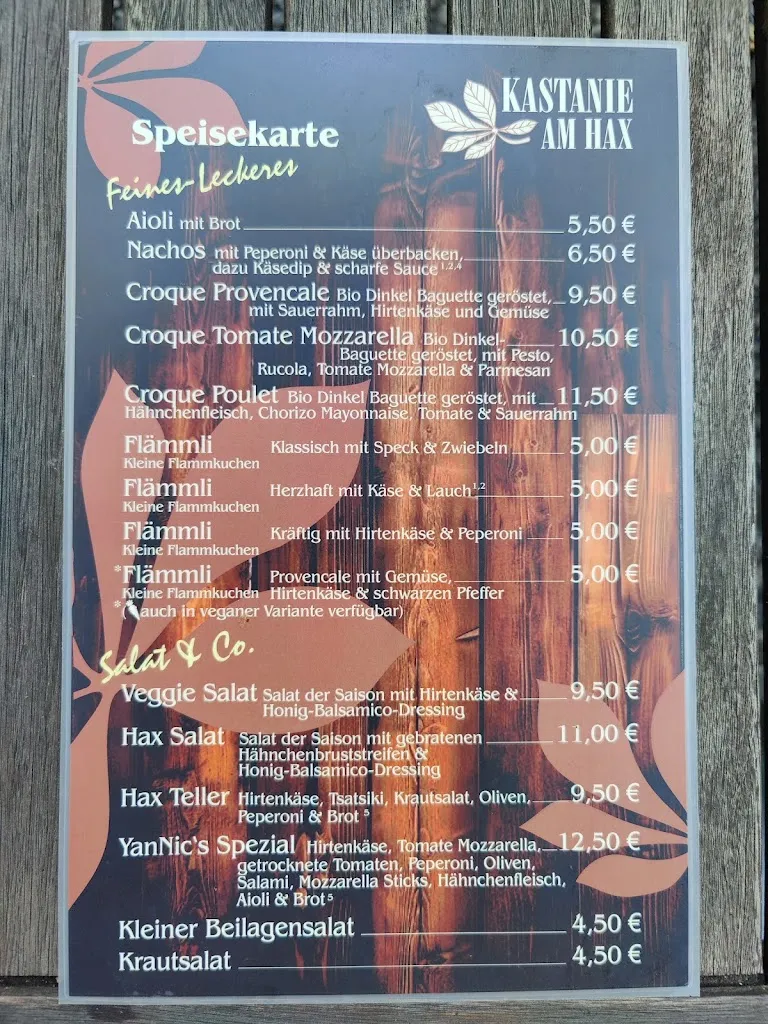 KASTANIE
AM HAX
Speisekarte
Feines-Leckeres
Aioli mit Brot 5,50 €
Nachos mit Peperoni & Käse überbacken, 6,50 €
dazu Käsedip & scharfe Sauce 1,2,4
Croque Provencale Bio Dinkel Baguette geröstet, 9,50 €
mit Sauerrahm, Hirtenkäse und Gemüse
Croque Tomate Mozzarella Bio Dinkel- 10,50 €
Baguette geröstet, mit Pesto,
Rucola, Tomate Mozzarella & Parmesan
Croque Poulet Bio Dinkel Baguette geröstet, mit 11,50 €
Hähnchenfleisch, Chorizo Mayonnaise, Tomate & Sauerrahm
Flämmli Klassisch mit Speck & Zwiebeln 5,00 €
Kleine Flammkuchen
Flämmli Herzhaft mit Käse & Lauch 1,2 5,00 €
Kleine Flammkuchen
Flämmli Kräftig mit Hirtenkäse & Peperoni 5,00 €
Kleine Flammkuchen
*Flämmli Provencale mit Gemüse, 5,00 €
Kleine Flammkuchen Hirtenkäse & schwarzen Pfeffer
*( auch in veganer Variante verfügbar)
Salat & Co.
Veggie Salat Salat der Saison mit Hirtenkäse & 9,50 €
Honig-Balsamico-Dressing
Hax Salat Salat der Saison mit gebratenen 11,00 €
Hähnchenbruststreifen &
Honig-Balsamico-Dressing
Hax Teller Hirtenkäse, Tsatsiki, Krautsalat, Oliven, 9,50 €
Peperoni & Brot 5
YanNic's Spezial Hirtenkäse, Tomate Mozzarella, 12,50 €
getrocknete Tomaten, Peperoni, Oliven,
Salami, Mozzarella Sticks, Hähnchenfleisch,
Aioli & Brot 5
Kleiner Beilagensalat 4,50 €
Krautsalat 4,50 €